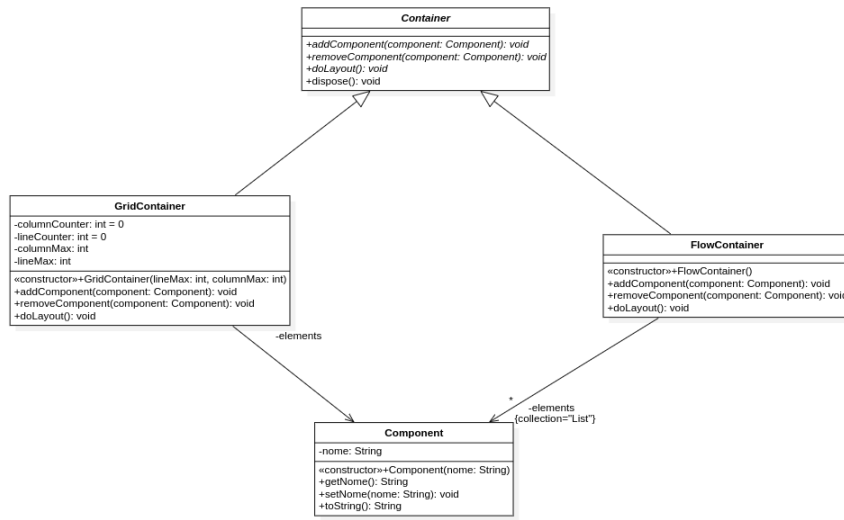 Container
+addComponent(component: Component): void
+removeComponent(component: Component): void
+doLayout(): void
+dispose(): void
GridContainer
-columnCounter: int = 0
-lineCounter: int = 0
-columnMax: int
-lineMax: int
«constructor»+GridContainer(lineMax: int, columnMax: int)
+addComponent(component: Component): void
+removeComponent(component: Component): void
+doLayout(): void
FlowContainer
«constructor»+FlowContainer()
+addComponent(component: Component): void
+removeComponent(component: Component): void
+doLayout(): void
-elements
*
-elements
{collection="List"}
Component
-nome: String
«constructor»+Component(nome: String)
+getNome(): String
+setNome(nome: String): void
+toString(): String